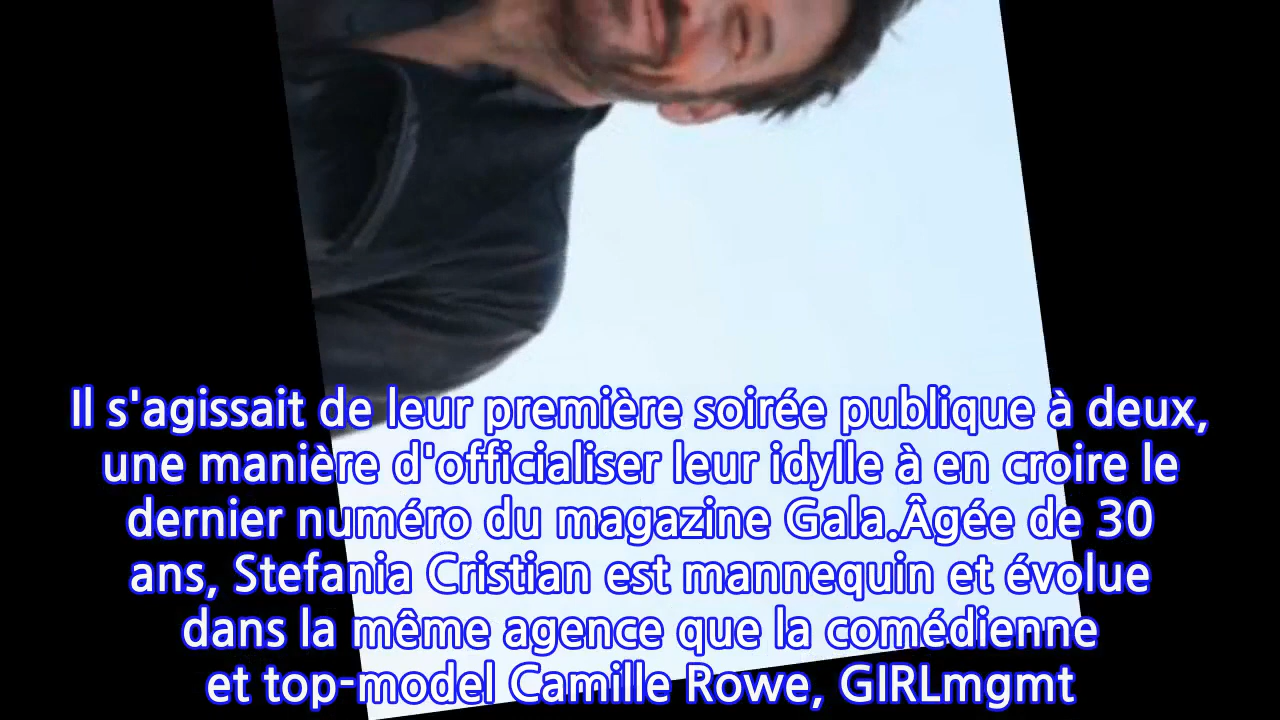 Il s'agissait de leur première soirée publique à deux,
une manière d'officialiser leur idylle à en croire le
dernier numéro du magazine Gala.Âgée de 30
ans, Stefania Cristian est mannequin et évolue
dans la même agence que la comédienne
et top-model Camille Rowe, GIRLmgmt